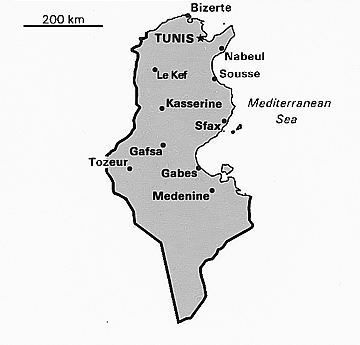 Bizerte
200 km
TUNIS
Nabeul
Le Kef
Sousse
Kasserine
Mediterranean
Sea
Sfax
Gafsa
Tozeur
Gabes
Medenine